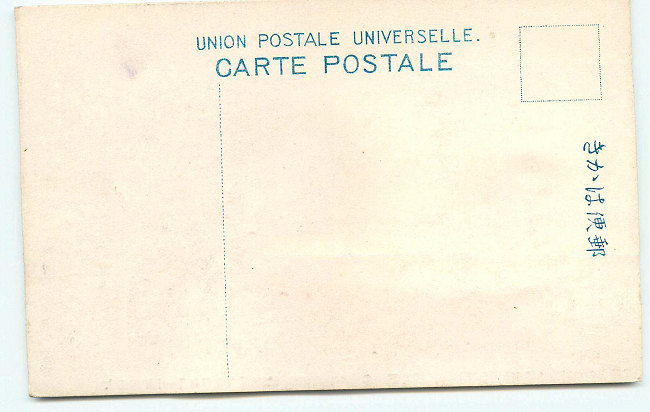 UNION POSTALE UNIVERSELLE.
CARTE POSTALE
郵便はがき